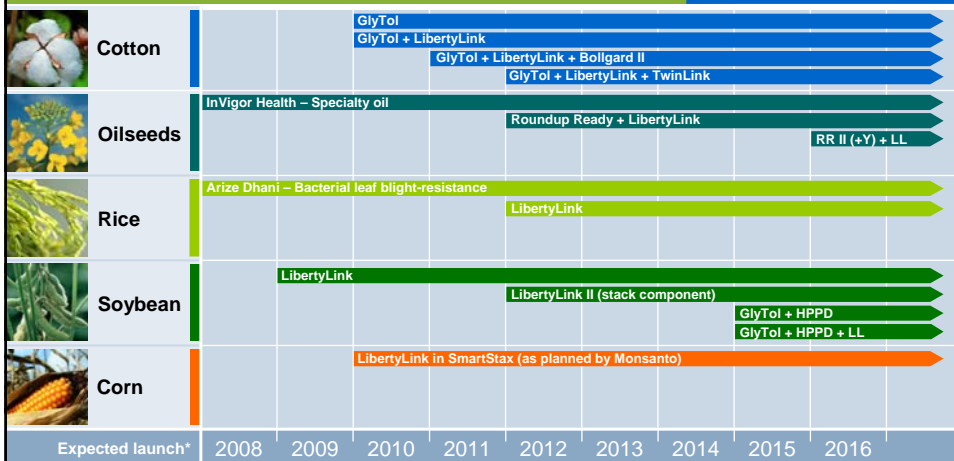 GlyTol
GlyTol + LibertyLink
Cotton
GlyTol + LibertyLink + Bollgard II
GlyTol + LibertyLink + TwinLink
InVigor Health – Specialty oil
Oilseeds
Roundup Ready + LibertyLink
RR II (+Y) + LL
Arize Dhani – Bacterial leaf blight-resistance
Rice
LibertyLink
LibertyLink
Soybean
LibertyLink II (stack component)
GlyTol + HPPD
GlyTol + HPPD + LL
LibertyLink in SmartStax (as planned by Monsanto)
Corn
Expected launch* 2008 2009 2010 2011 2012 2013 2014 2015 2016